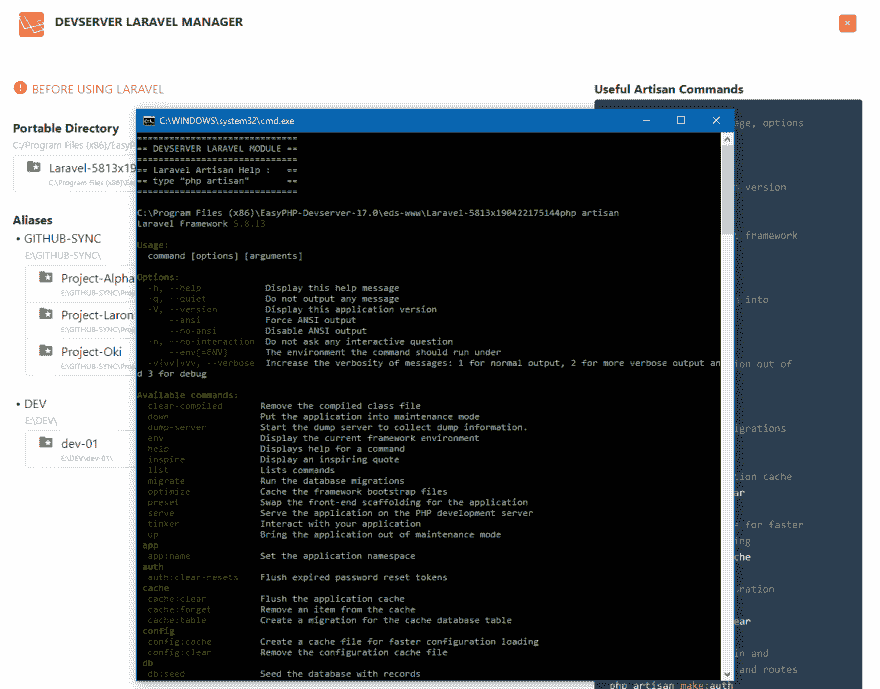 DEVSERVER LARAVEL MANAGER
BEFORE USING LARAVEL
Portable Directory
C:/Program Files (x86)/EasyP
Laravel-5813x19
C:\Program Files (x86)\Eas
Aliases
• GITHUB-SYNC
E:\GITHUB-SYNC\
Project-Alpha
E:\GITHUB-SYNC\Proj
Project-Laron
E:\GITHUB-SYNC\Proj
Project-Oki
E:\GITHUB-SYNC\Proj
• DEV
E:\DEV\
dev-01
E:\DEV\dev-01\
C:\WINDOWS\system32\cmd.exe
============================
== DEVSERVER LARAVEL MODULE ==
============================
== Laravel Artisan Help : ==
== type "php artisan" ==
============================
C:\Program Files (x86)\EasyPHP-Devserver-17.0\eds-www\Laravel-5813x190422175144php artisan
Laravel Framework 5.8.13
Usage:
command [options] [arguments]
Options:
-h, --help Display this help message
-q, --quiet Do not output any message
-V, --version Display this application version
--ansi Force ANSI output
--no-ansi Disable ANSI output
-n, --no-interaction Do not ask any interactive question
--env[=ENV] The environment the command should run under
-v|vv|vvv, --verbose Increase the verbosity of messages: 1 for normal output, 2 for more verbose output an
d 3 for debug
Available commands:
clear-compiled Remove the compiled class file
down Put the application into maintenance mode
dump-server Start the dump server to collect dump information.
env Display the current framework environment
help Displays help for a command
inspire Display an inspiring quote
list Lists commands
migrate Run the database migrations
optimize Cache the framework bootstrap files
preset Swap the front-end scaffolding for the application
serve Serve the application on the PHP development server
tinker Interact with your application
up Bring the application out of maintenance mode
app
app:name Set the application namespace
auth
auth:clear-resets Flush expired password reset tokens
cache
cache:clear Flush the application cache
cache:forget Remove an item from the cache
cache:table Create a migration for the cache database table
config
config:cache Create a cache file for faster configuration loading
config:clear Remove the configuration cache file
db
db:seed Seed the database with records
Useful Artisan Commands
ge, options
version
t framework
into
ion out of
grations
ion cache
ar
for faster
ing
che
ration
ear
in and
and routes
php artisan make:auth